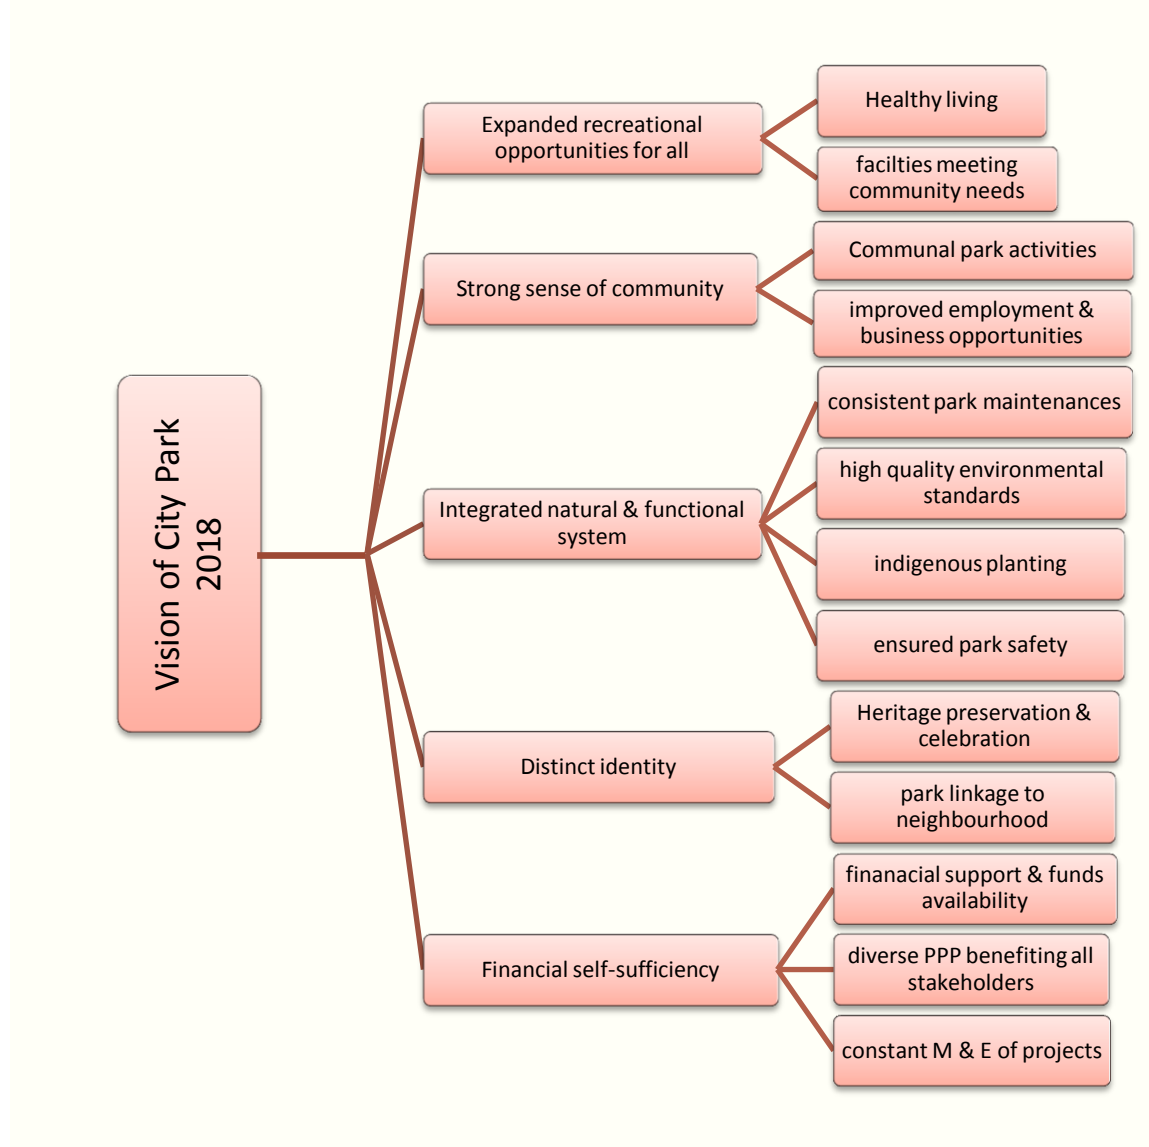 Vision of City Park
2018
Expanded recreational
opportunities for all
Healthy living
facilties meeting
community needs
Strong sense of community
Communal park activities
improved employment &
business opportunities
Integrated natural & functional
system
consistent park maintenances
high quality environmental
standards
indigenous planting
ensured park safety
Distinct identity
Heritage preservation &
celebration
park linkage to
neighbourhood
Financial self-sufficiency
finanacial support & funds
availability
diverse PPP benefiting all
stakeholders
constant M & E of projects